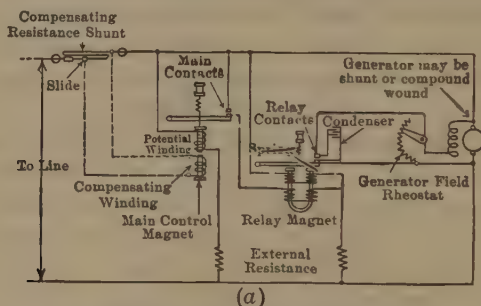 Compensating
Resistance Shunt
Slide
Main
Contacts
Generator may be
shunt or compound
wound
Relay
Contacts
Condenser
Potential
Winding
To Line
Compensating
Winding
Main Control
Magnet
Relay Magnet
Generator Field
Rheostat
External
Resistance
(a)